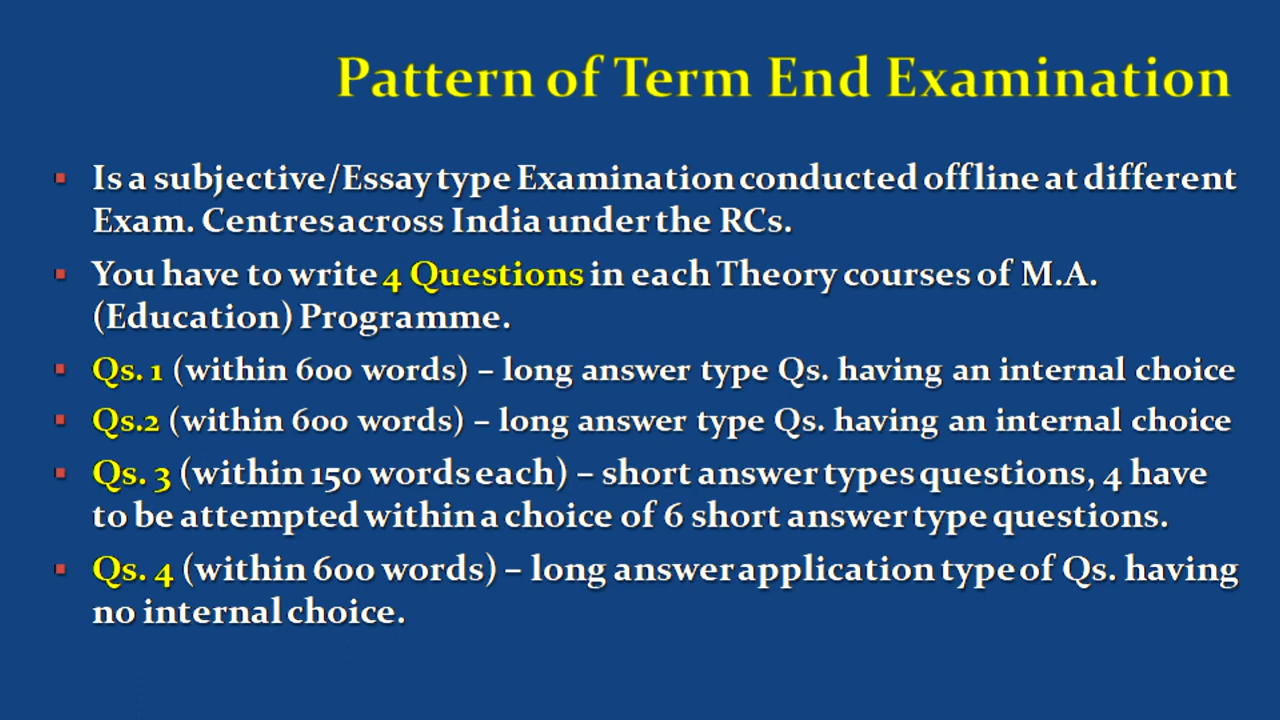 Pattern of Term End Examination
▪ Is a subjective/Essay type Examination conducted offline at different
Exam. Centres across India under the RCs.
▪ You have to write 4 Questions in each Theory courses of M.A.
(Education) Programme.
▪ Qs. 1 (within 600 words) – long answer type Qs. having an internal choice
▪ Qs.2 (within 600 words) – long answer type Qs. having an internal choice
▪ Qs. 3 (within 150 words each) – short answer types questions, 4 have
to be attempted within a choice of 6 short answer type questions.
▪ Qs. 4 (within 600 words) – long answer application type of Qs. having
no internal choice.